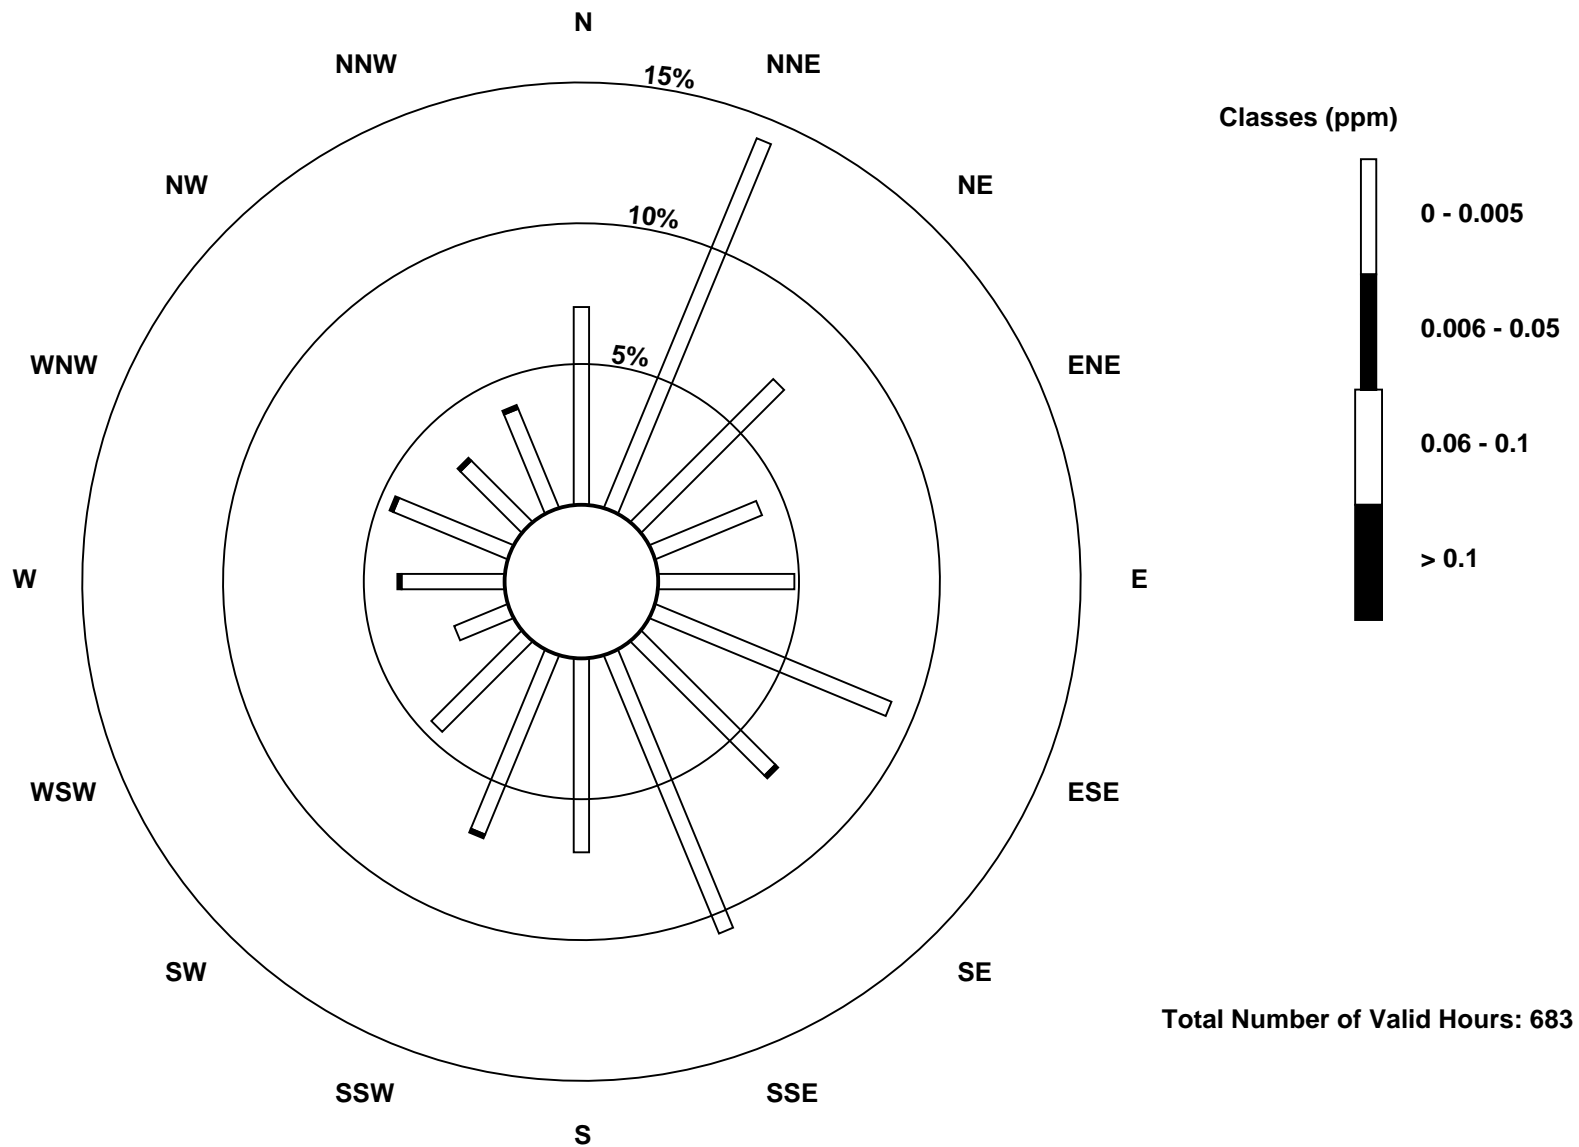 N
NNW
NNE
15%
Classes (ppm)
NW
NE
0 - 0.005
10%
0.006 - 0.05
5%
WNW
ENE
0.06 - 0.1
W
E
> 0.1
WSW
ESE
SW
SE
Total Number of Valid Hours: 683
SSW
SSE
S